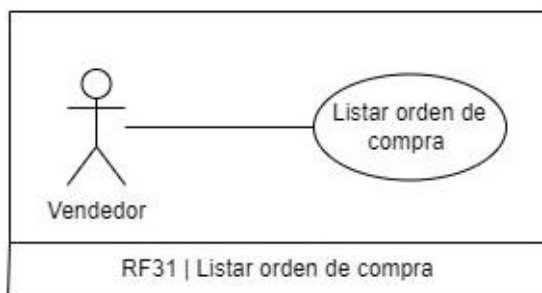 Listar orden de
compra
Vendedor
RF31 | Listar orden de compra